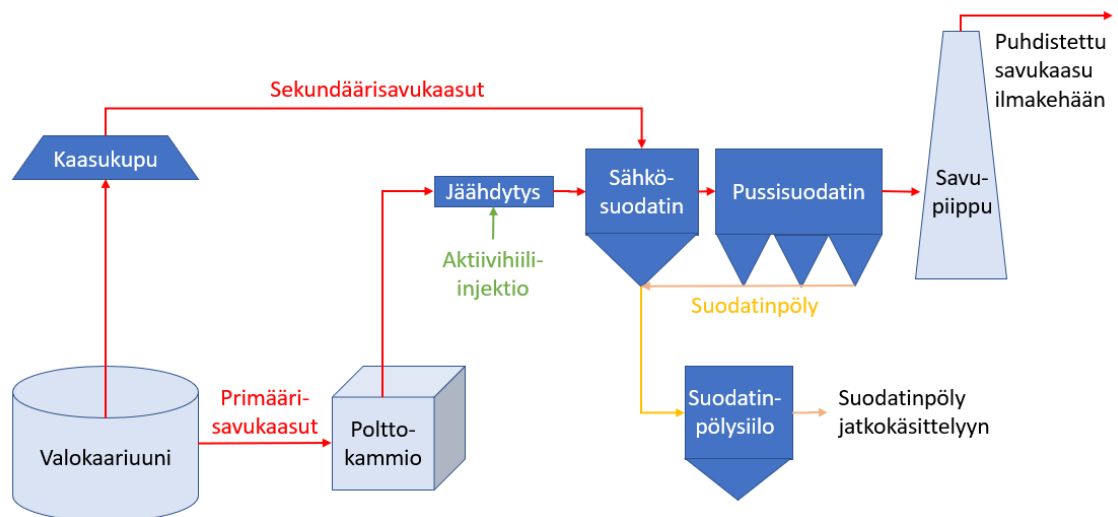 Puhdistettu
savukaasu
ilmakehään
Sekundäärisavukaasut
Kaasukupu
Jäähdytys
Sähkö-
suodatin
Pussisuodatin
Savu-
piippu
Aktiivihiili-
injektio
Suodatinpöly
Primääri-
savukaasut
Valokaariuuni
Poltto-
kammio
Suodatin-
pölysiilo
Suodatinpöly
jatkokäsittelyyn